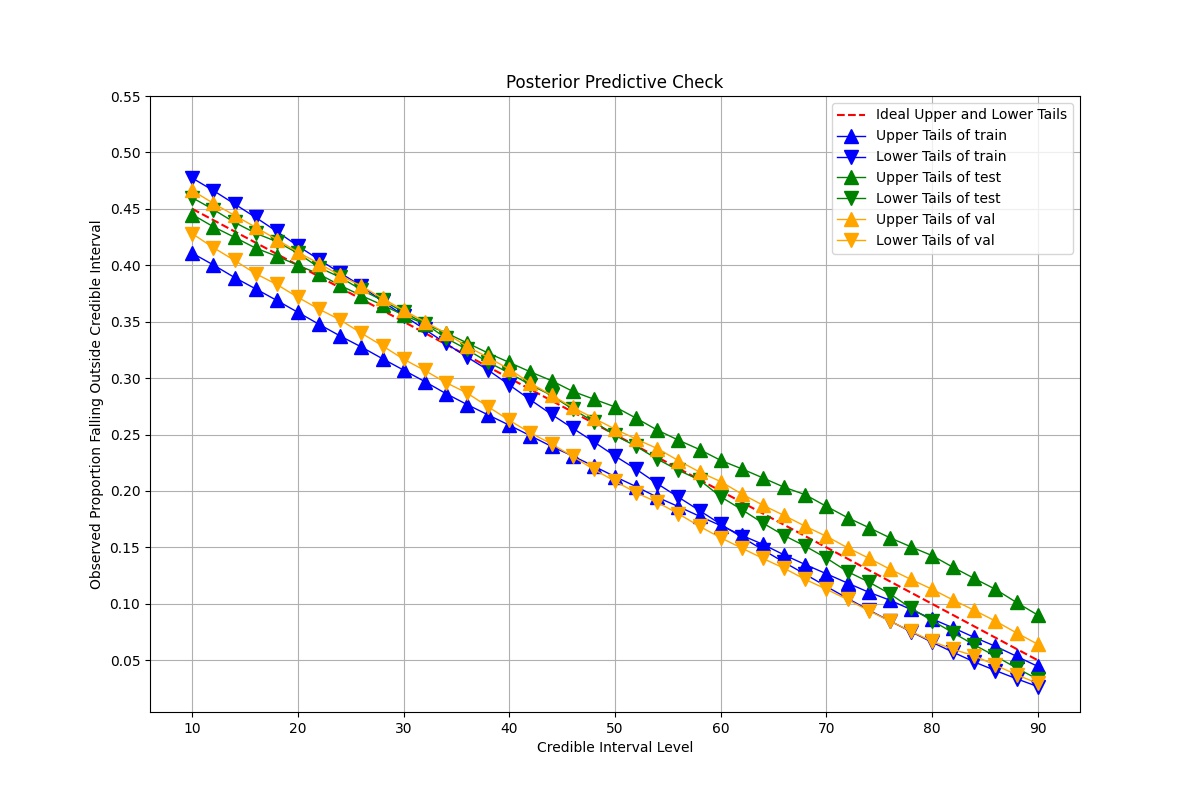 Posterior Predictive Check
Observed Proportion Falling Outside Credible Interval
0.55
0.50
0.45
0.40
0.35
0.30
0.25
0.20
0.15
0.10
0.05
Ideal Upper and Lower Tails
Upper Tails of train
Lower Tails of train
Upper Tails of test
Lower Tails of test
Upper Tails of val
Lower Tails of val
10 20 30 40 50 60 70 80 90
Credible Interval Level